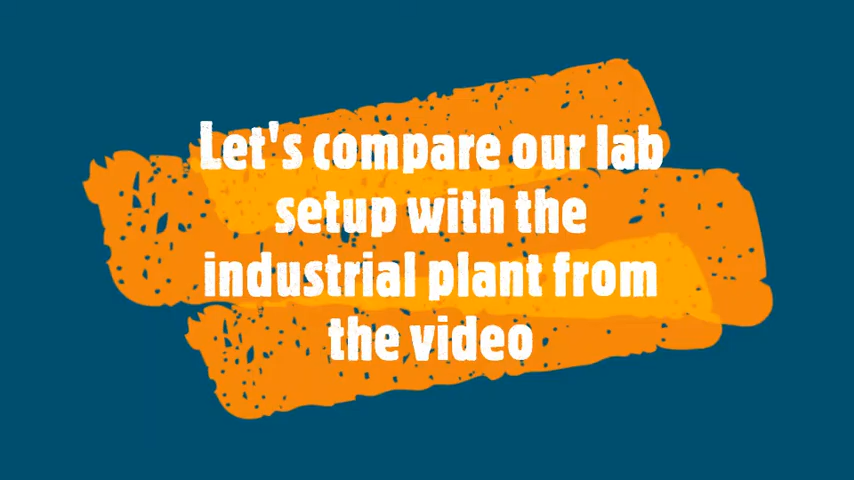 Let's compare our lab
setup with the
industrial plant from
the video